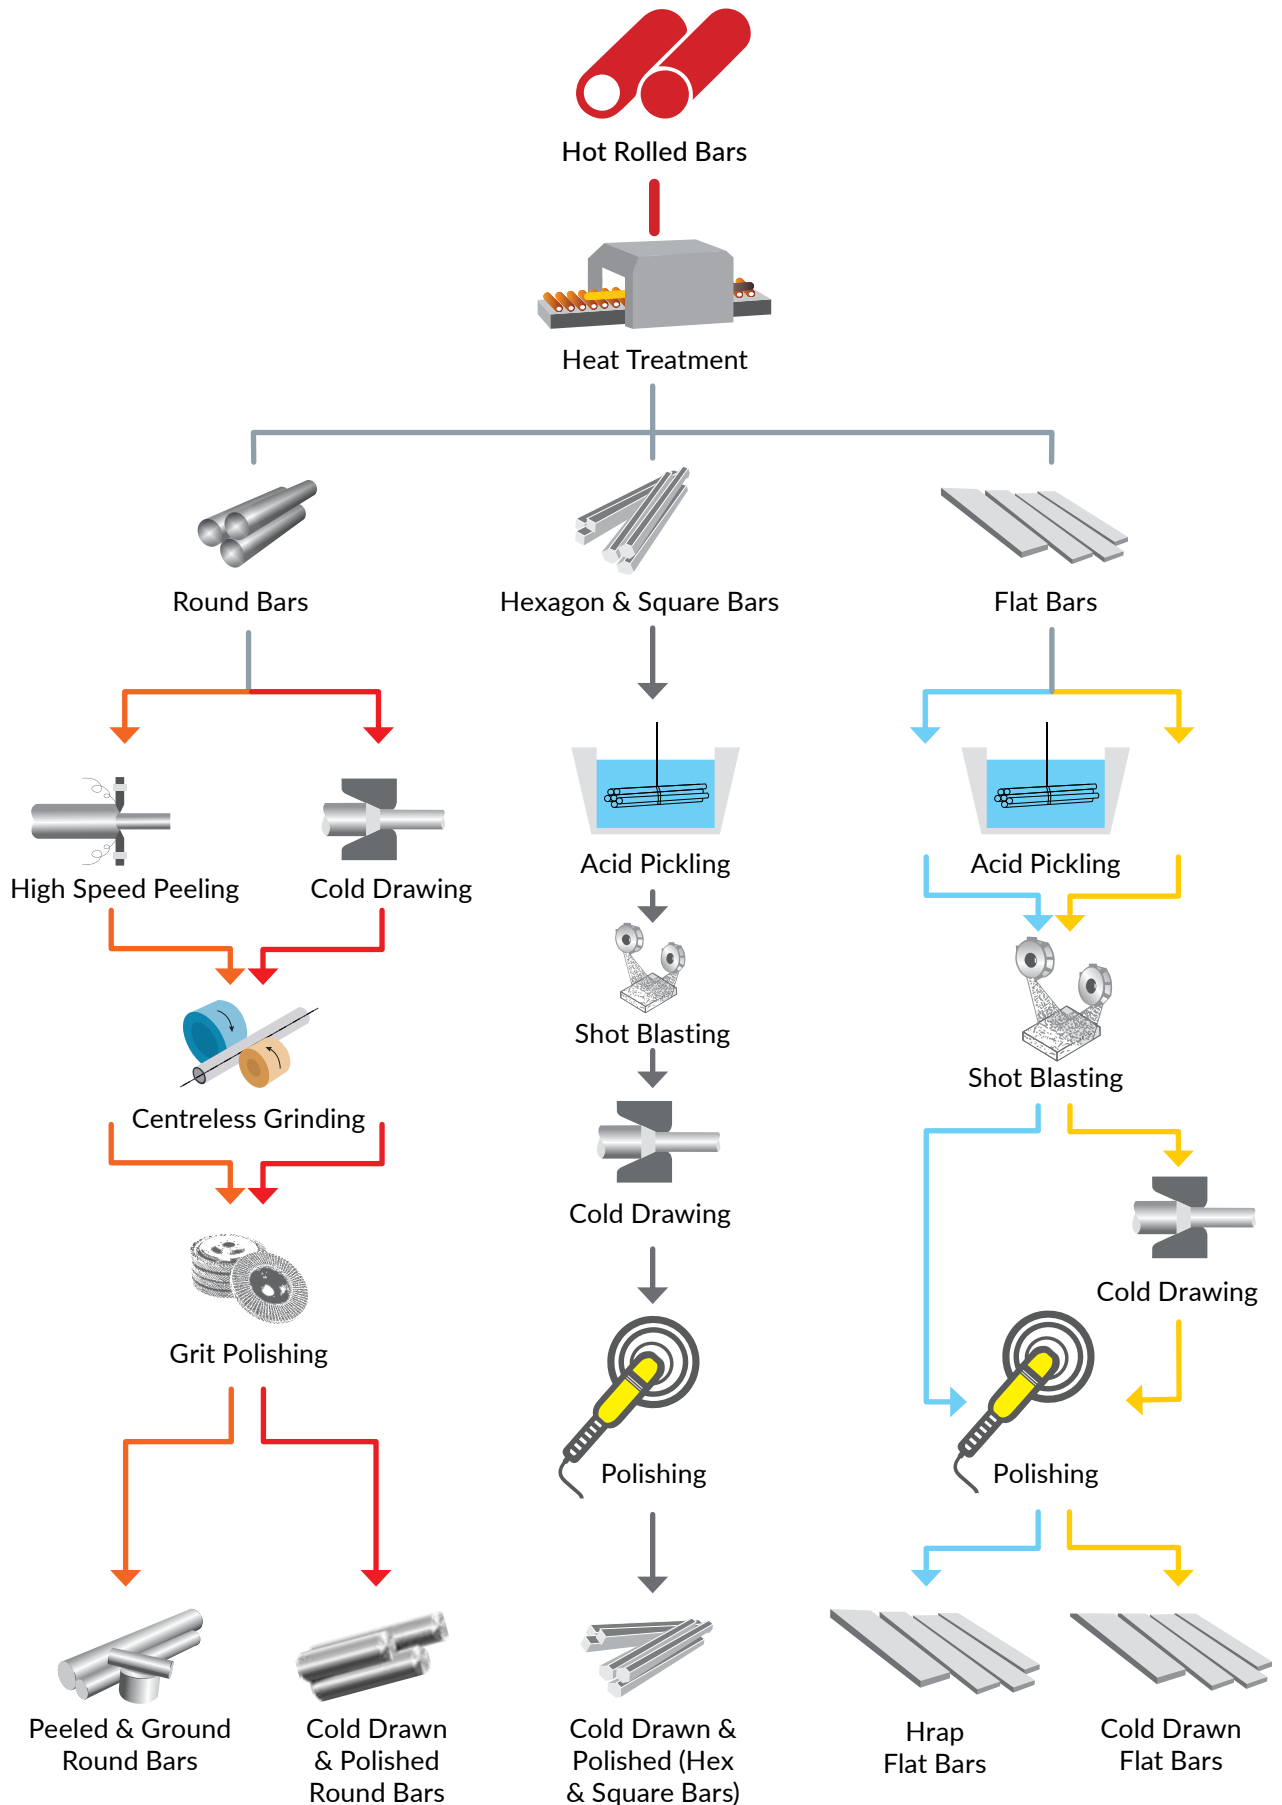 Hot Rolled Bars
Heat Treatment
Round Bars
Hexagon & Square Bars
Flat Bars
High Speed Peeling
Cold Drawing
Acid Pickling
Acid Pickling
Shot Blasting
Shot Blasting
Centreless Grinding
Cold Drawing
Cold Drawing
Grit Polishing
Polishing
Polishing
Peeled & Ground
Round Bars
Cold Drawn
& Polished
Round Bars
Cold Drawn &
Polished (Hex
& Square Bars)
Hrap
Flat Bars
Cold Drawn
Flat Bars